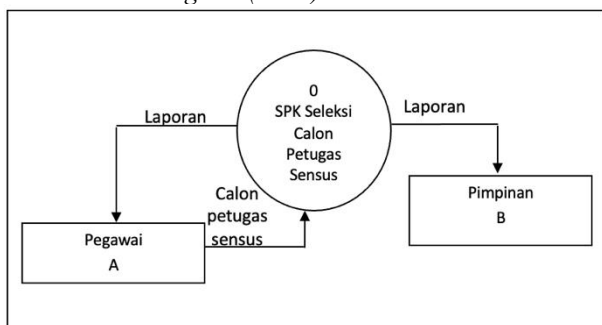 0
SPK Seleksi
Calon
Petugas
Sensus
Laporan
Laporan
Calon
petugas
sensus
Pegawai
A
Pimpinan
B